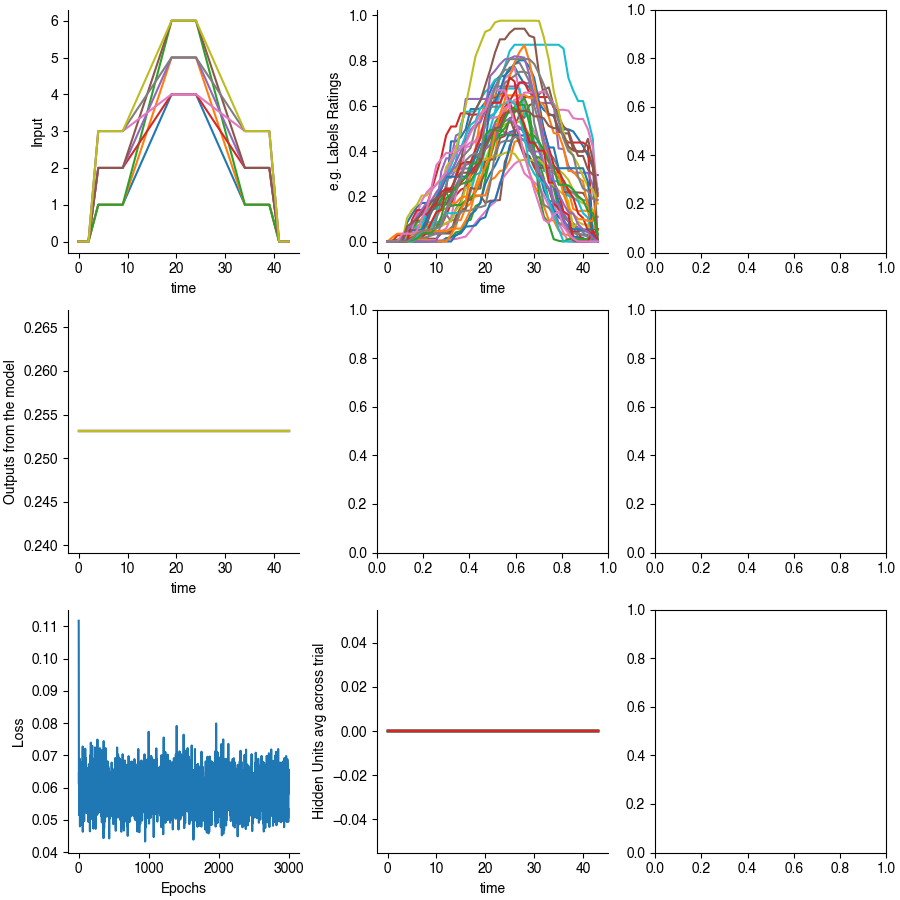 6
5
4
3
2
1
0
Input
0 10 20 30 40
time
1.0
0.8
0.6
0.4
0.2
0.0
e.g. Labels Ratings
0 10 20 30 40
time
1.0
0.8
0.6
0.4
0.2
0.0
0.0 0.2 0.4 0.6 0.8 1.0
0.265
0.260
0.255
0.250
0.245
0.240
Outputs from the model
0 10 20 30 40
time
1.0
0.8
0.6
0.4
0.2
0.0
0.0 0.2 0.4 0.6 0.8 1.0
1.0
0.8
0.6
0.4
0.2
0.0
0.0 0.2 0.4 0.6 0.8 1.0
0.11
0.10
0.09
0.08
0.07
0.06
0.05
0.04
Loss
0 1000 2000 3000
Epochs
0.04
0.02
0.00
−0.02
−0.04
Hidden Units avg across trial
0 10 20 30 40
time
1.0
0.8
0.6
0.4
0.2
0.0
0.0 0.2 0.4 0.6 0.8 1.0